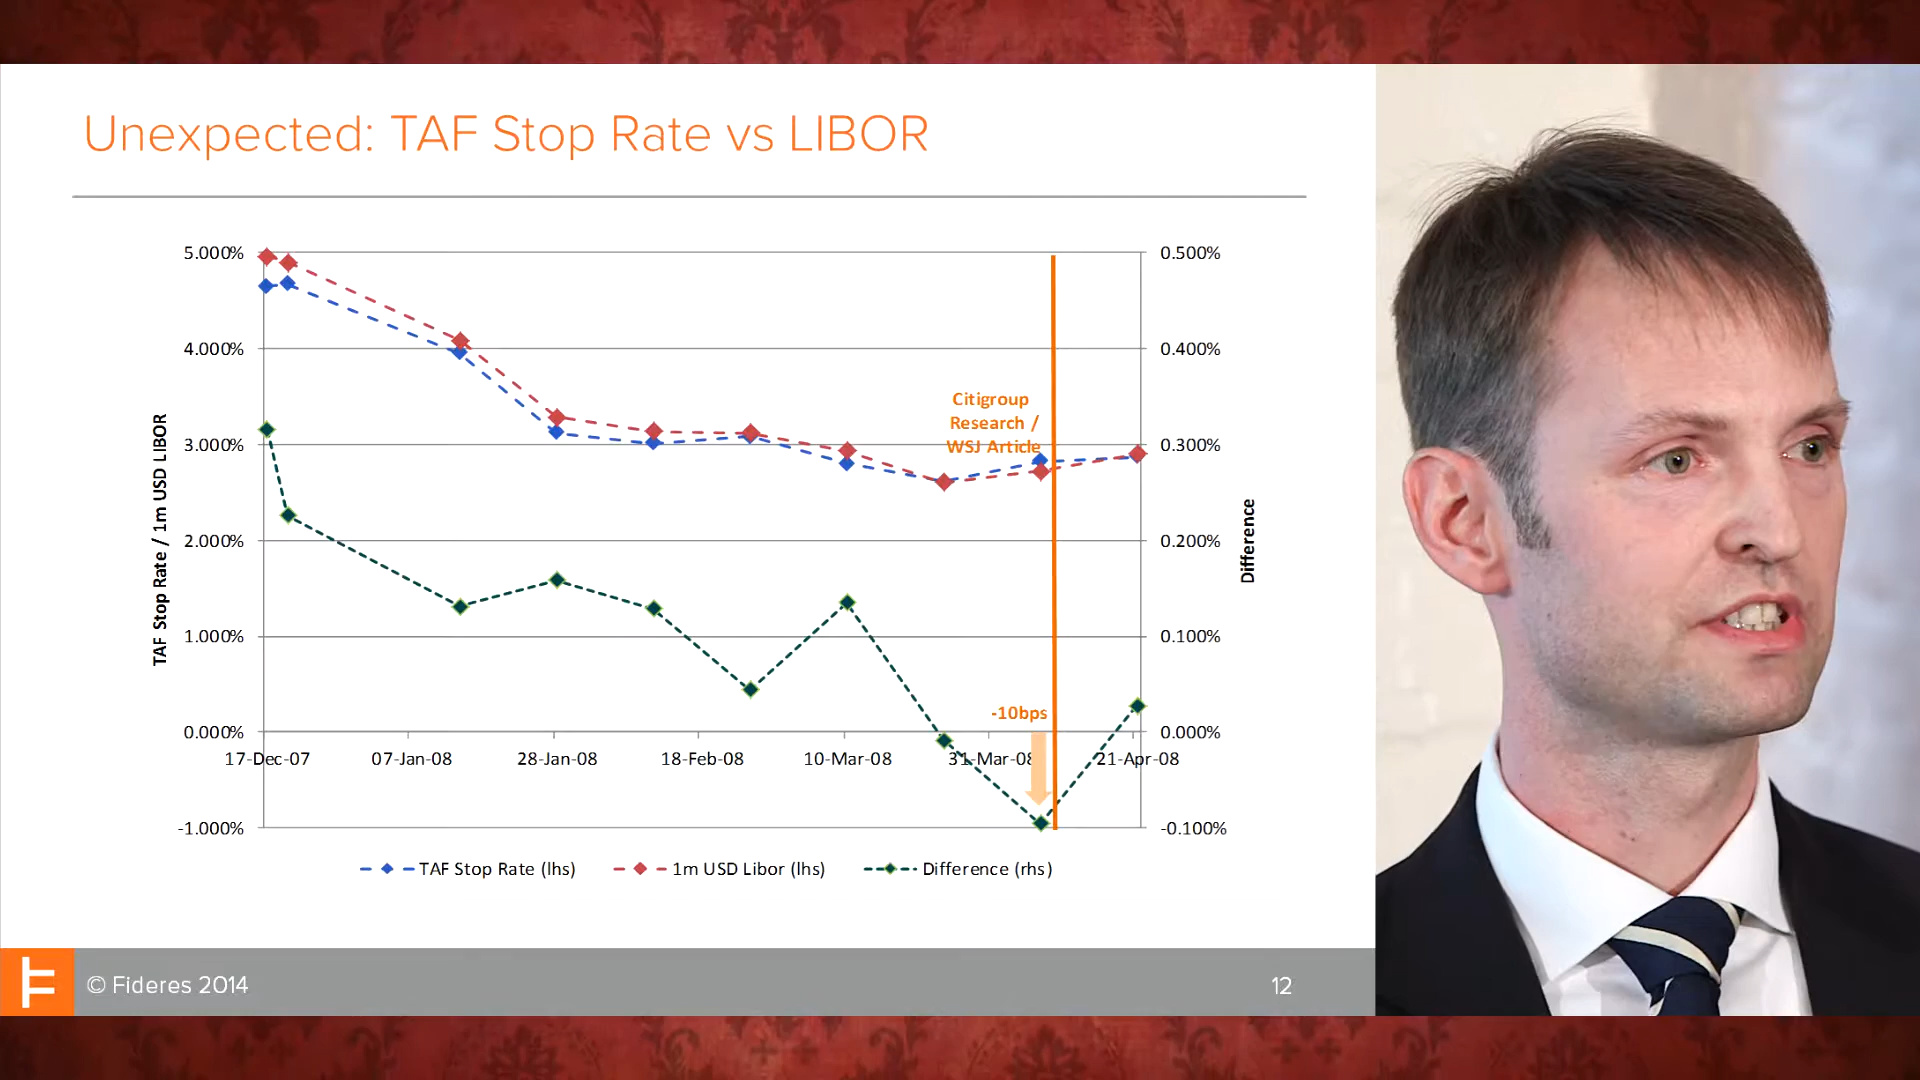 Unexpected: TAF Stop Rate vs LIBOR
5.000%
4.000%
3.000%
2.000%
1.000%
0.000%
-1.000%
TAF Stop Rate / 1m USD LIBOR
0.500%
0.400%
0.300%
0.200%
0.100%
0.000%
-0.100%
Difference
Citigroup
Research /
WSJ Article
-10bps
17-Dec-07 07-Jan-08 28-Jan-08 18-Feb-08 10-Mar-08 31-Mar-08 21-Apr-08
TAF Stop Rate (lhs) 1m USD Libor (lhs) Difference (rhs)
© Fideres 2014
12